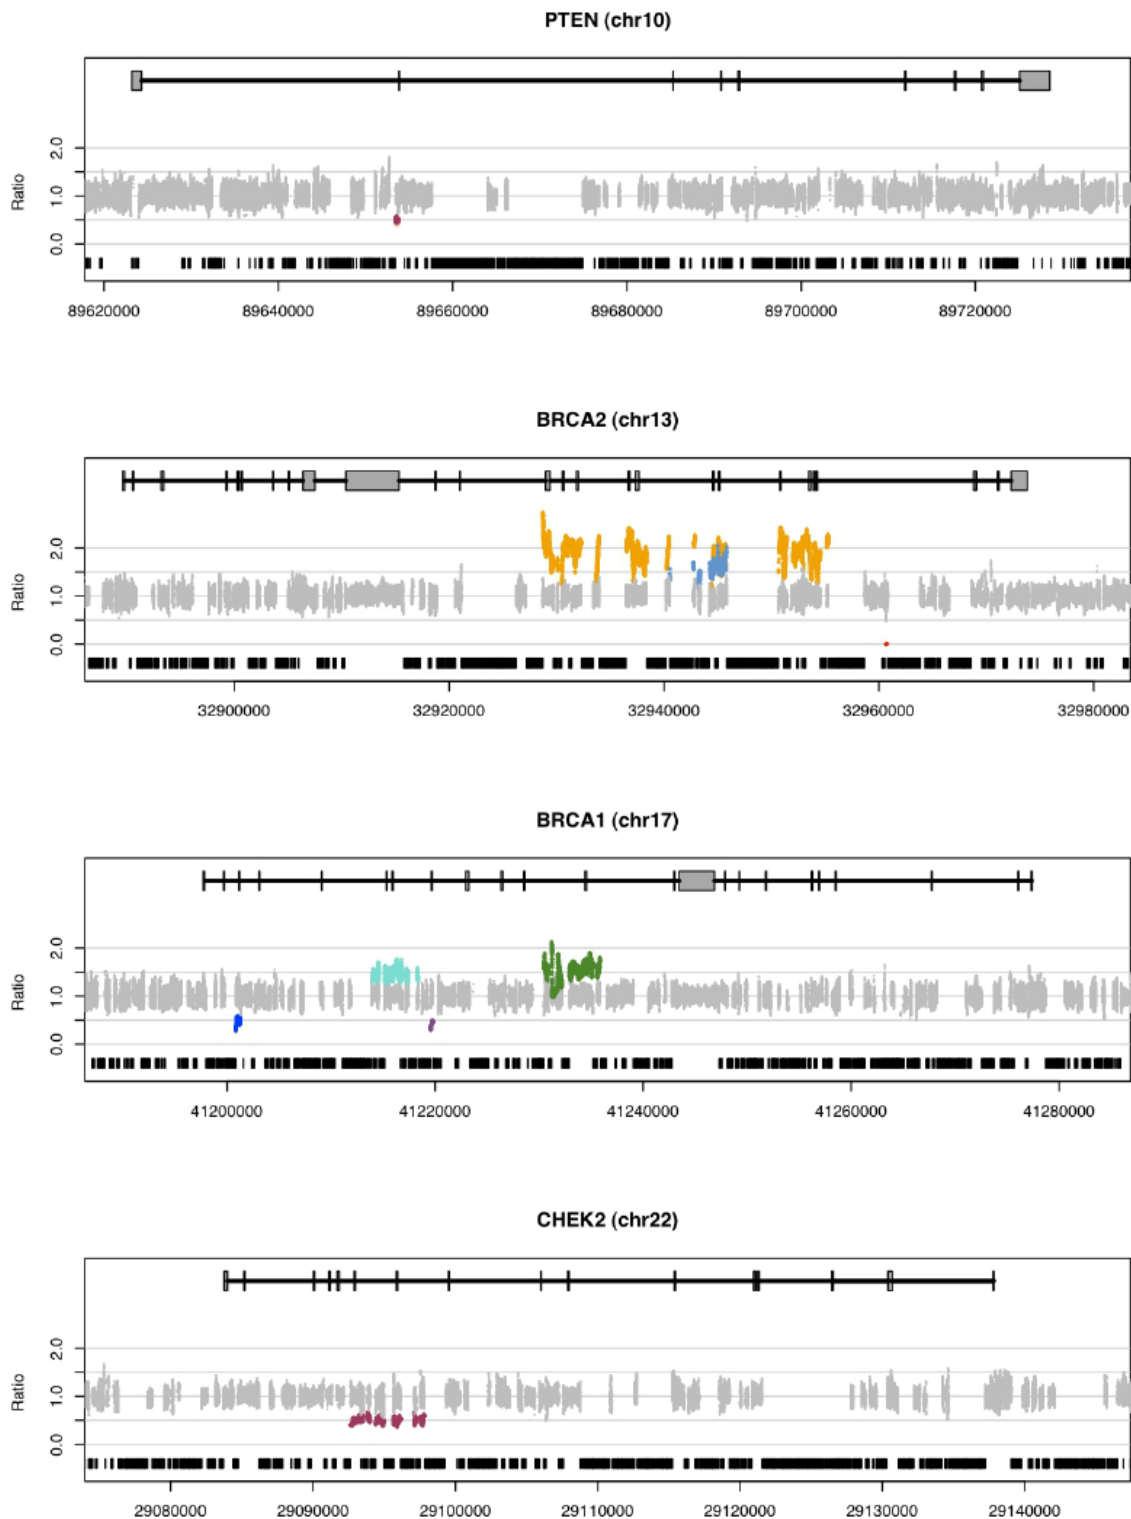 PTEN (chr10)
Ratio
2.0
1.0
0.0
89620000 89640000 89660000 89680000 89700000 89720000
BRCA2 (chr13)
Ratio
2.0
1.0
0.0
32900000 32920000 32940000 32960000 32980000
BRCA1 (chr17)
Ratio
2.0
1.0
0.0
41200000 41220000 41240000 41260000 41280000
CHEK2 (chr22)
Ratio
2.0
1.0
0.0
29080000 29090000 29100000 29110000 29120000 29130000 29140000